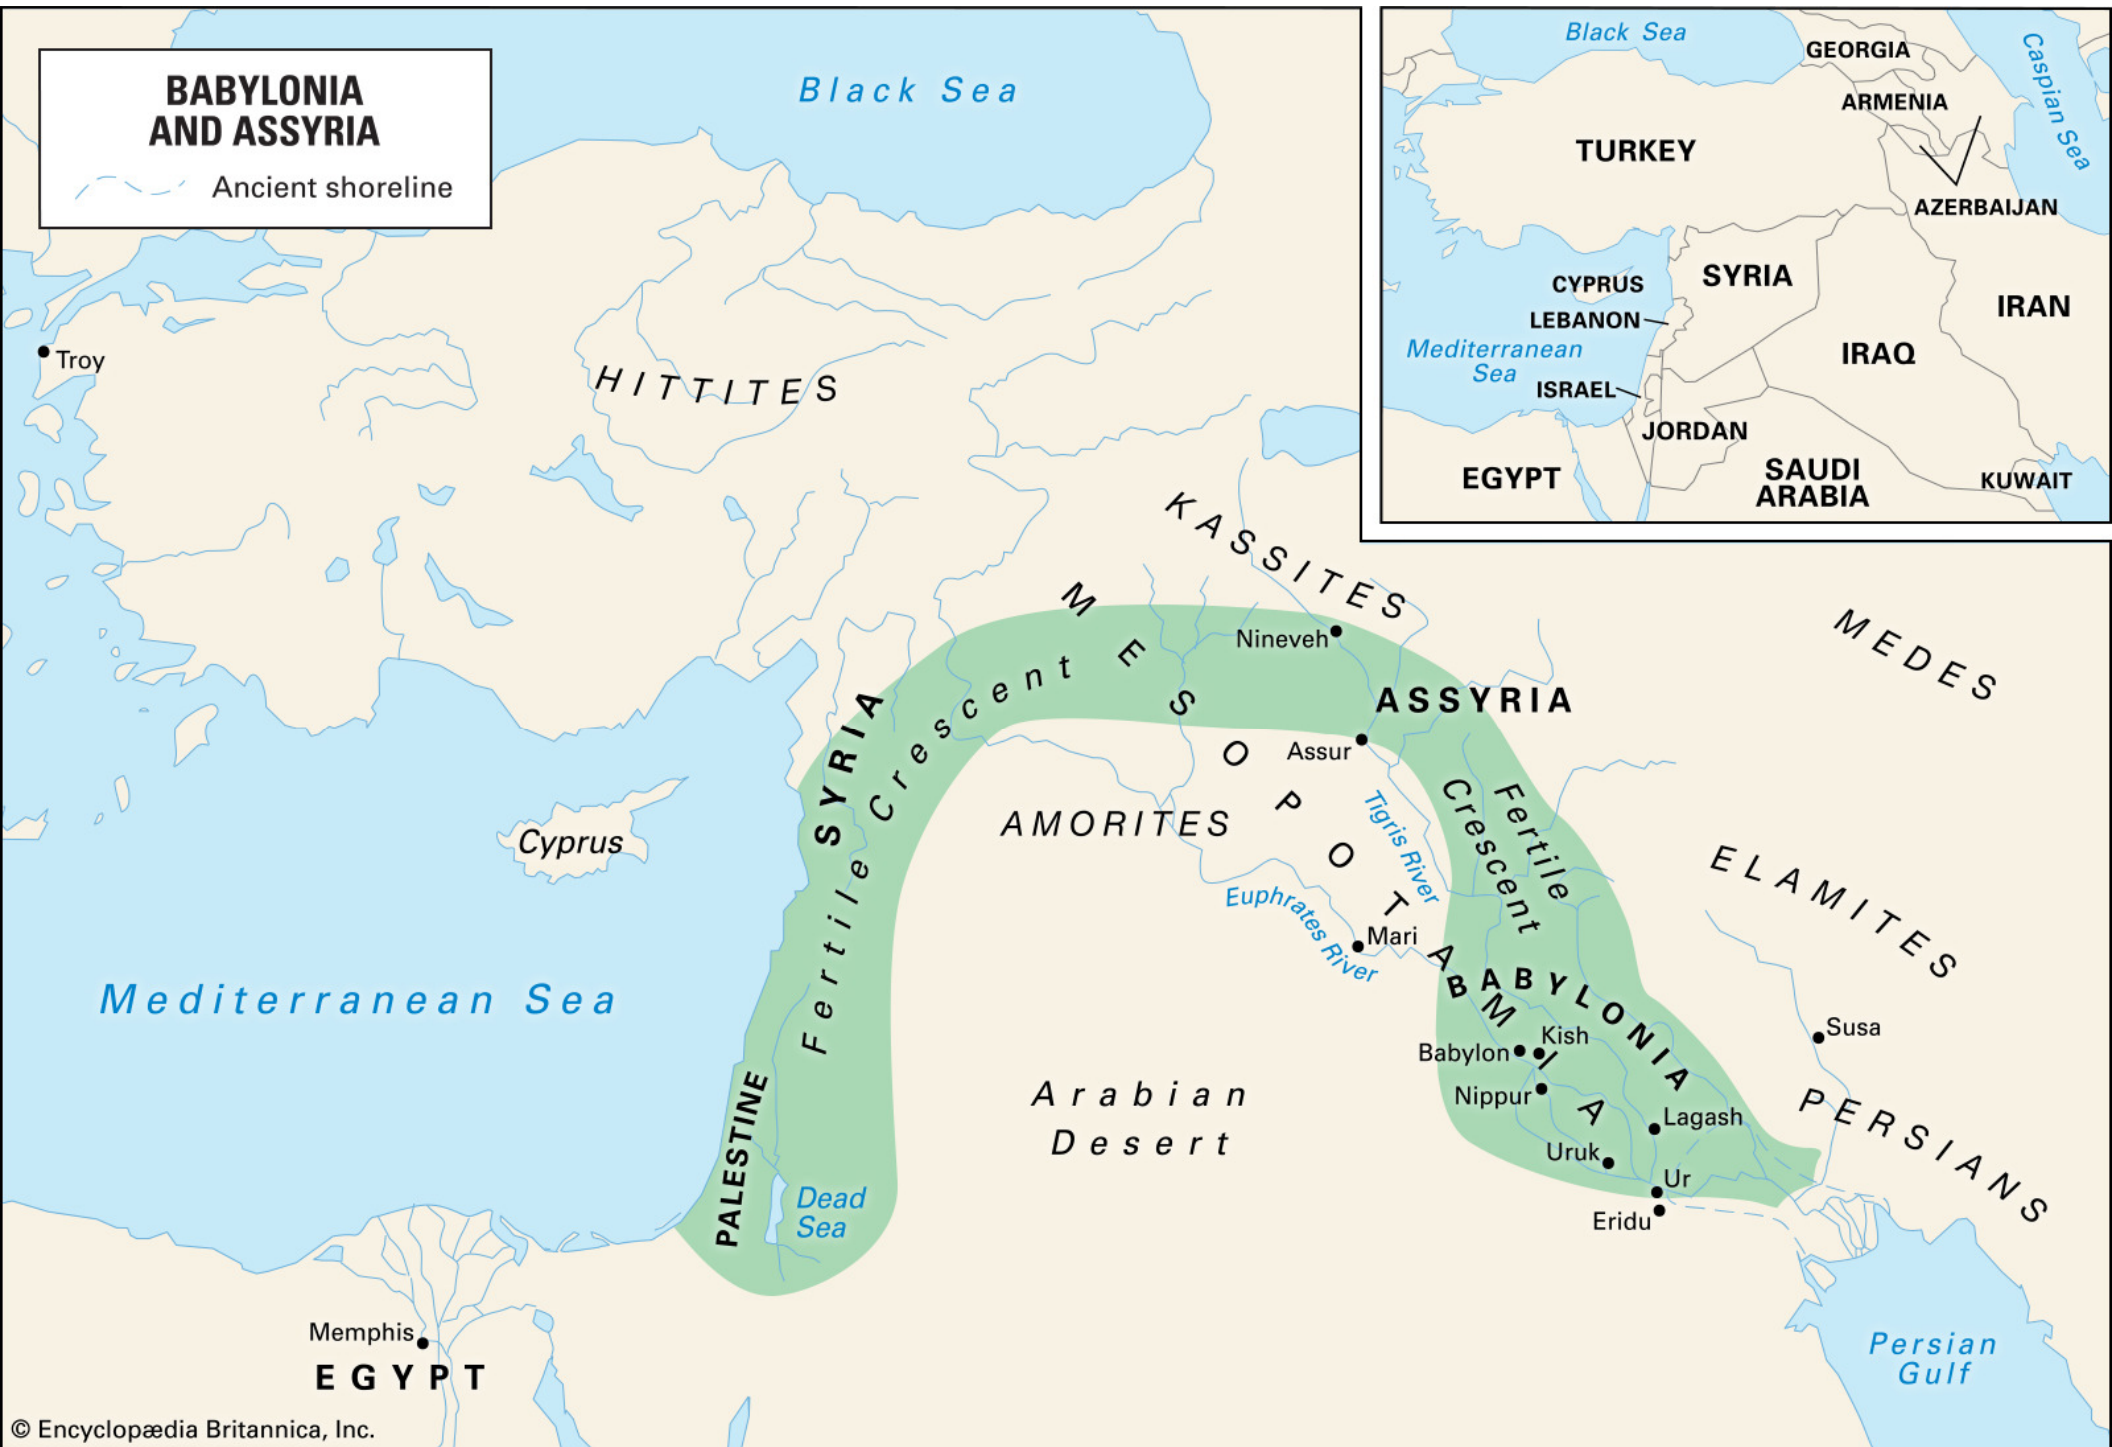 BABYLONIA
AND ASSYRIA
Ancient shoreline
Black Sea
Troy
HITTITES
KASSITES
MEDES
MESOPOTAMIA
Nineveh
ASSYRIA
Assur
SYRIA
Fertile Crescent
Fertile
Crescent
AMORITES
Tigris River
Euphrates River
Mari
Cyprus
ELAMITES
Mediterranean Sea
BABYLONIA
Kish
Babylon
Susa
Nippur
PERSIANS
Arabian
Desert
Lagash
Uruk
Ur
Eridu
PALESTINE
Dead
Sea
Memphis
EGYPT
Persian
Gulf
© Encyclopædia Britannica, Inc.
Black Sea
GEORGIA
Caspian Sea
ARMENIA
TURKEY
AZERBAIJAN
CYPRUS
SYRIA
LEBANON
IRAN
Mediterranean
Sea
IRAQ
ISRAEL
JORDAN
EGYPT
SAUDI
ARABIA
KUWAIT